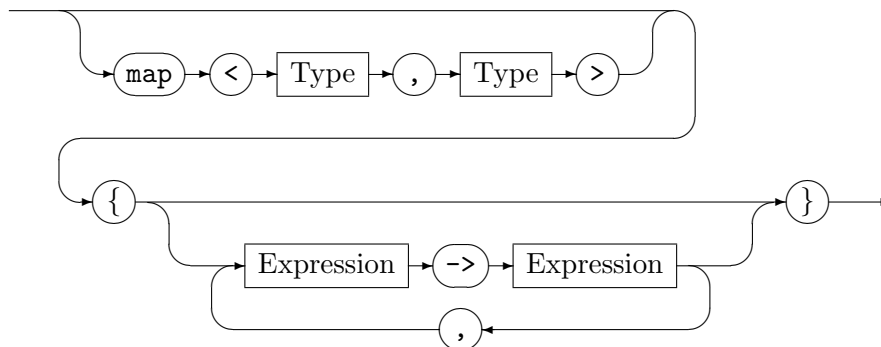 map < Type , Type >
{ }
Expression -> Expression
,